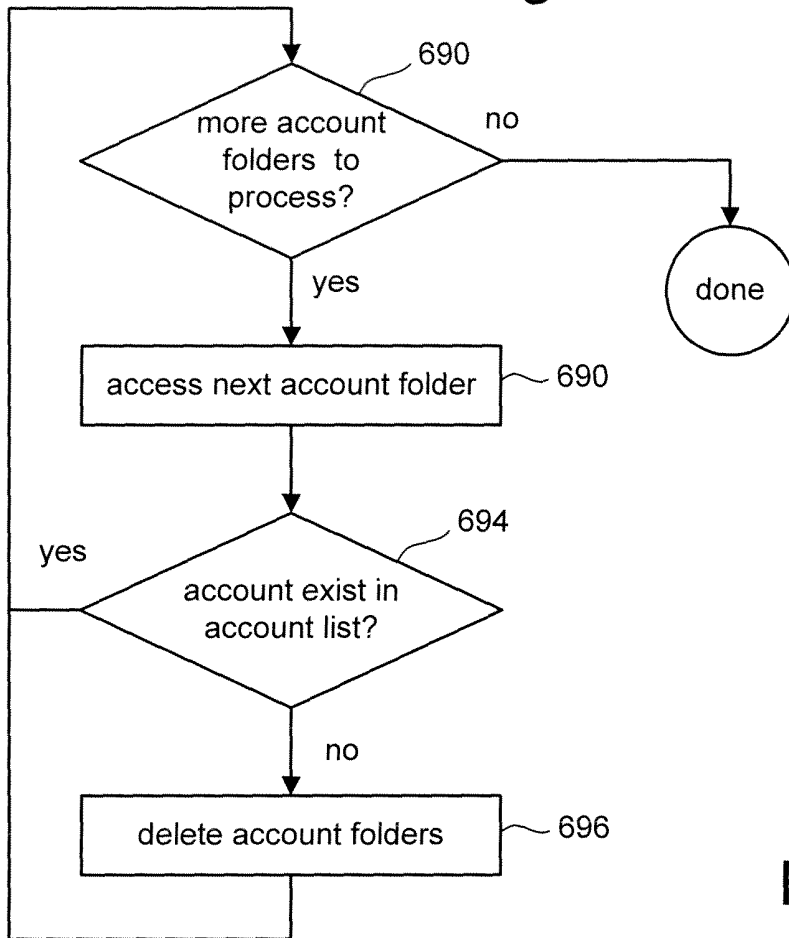 690
more account
folders to
process?
no
yes
done
access next account folder
690
694
yes
account exist in
account list?
no
delete account folders
696